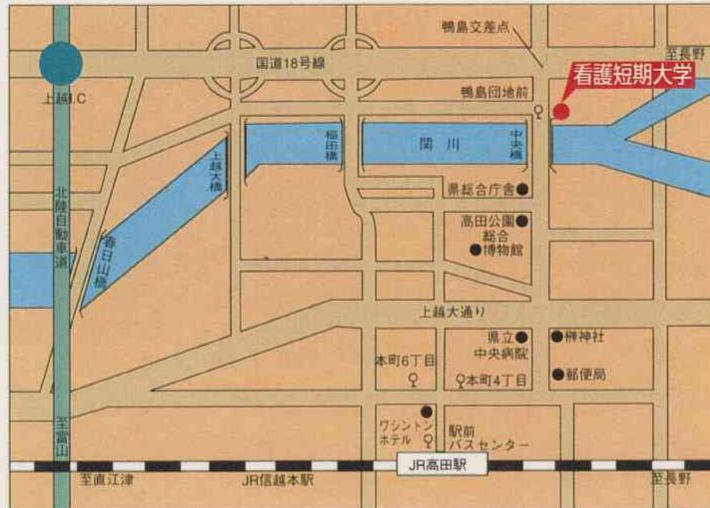 鴨島交差点
至長野
国道18号線
看護短期大学
上越I.C
鴨島団地前
上越大橋
稲田橋
関川
中央橋
県総合庁舎
北陸自動車道
春日山橋
高田公園
総合
博物館
上越大通り
県立
中央病院
榊神社
本町6丁目
本町4丁目
郵便局
ワシントン
ホテル
駅前
バスセンター
至富山
JR高田駅
至直江津
JR信越本駅
至長野